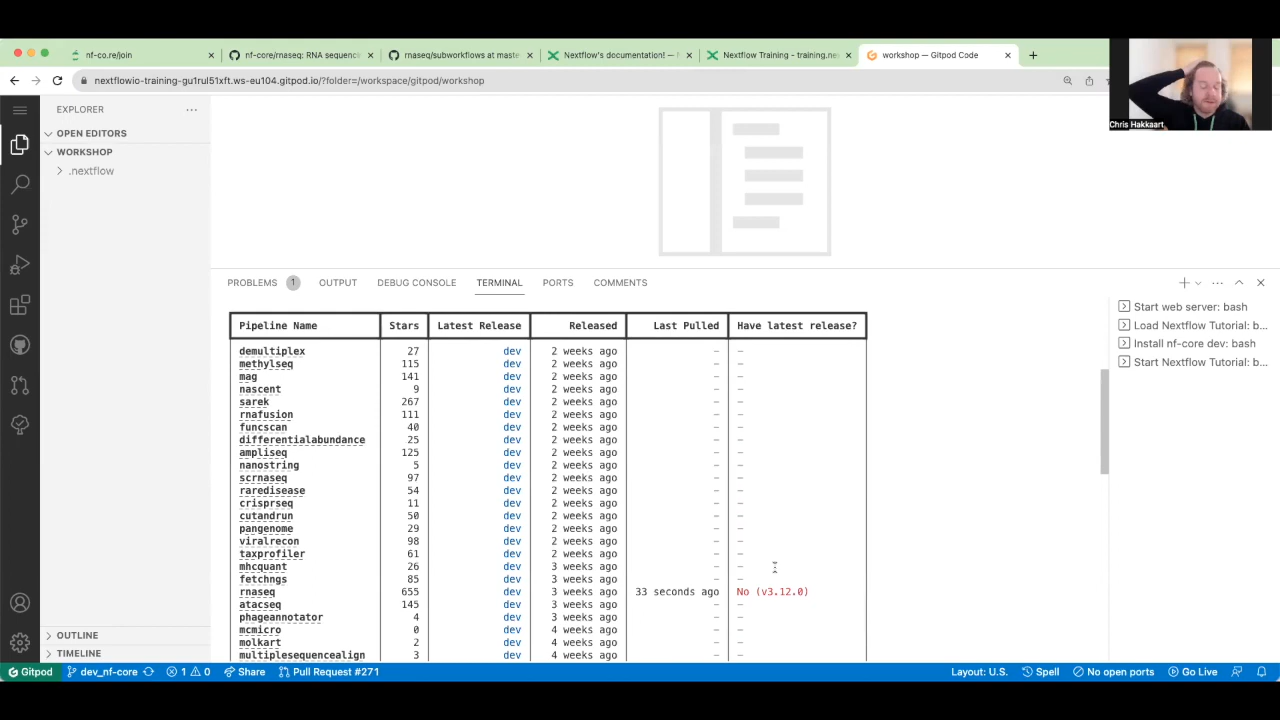 nf-co.re/join
nf-core/rnaseq: RNA sequenci
rnaseq/subworkflows at maste
Nextflow's documentation! —
Nextflow Training - training.ne
workshop — Gitpod Code
nextflowio-training-gu1rul51xft.ws-eu104.gitpod.io/?folder=/workspace/gitpod/workshop
Chris Hakkaart
EXPLORER
OPEN EDITORS
WORKSHOP
.nextflow
OUTLINE
TIMELINE
PROBLEMS 1 OUTPUT DEBUG CONSOLE TERMINAL PORTS COMMENTS
Pipeline Name Stars Latest Release Released Last Pulled Have latest release?
demultiplex 27 dev 2 weeks ago – –
methylseq 115 dev 2 weeks ago – –
mag 141 dev 2 weeks ago – –
nascent 9 dev 2 weeks ago – –
sarek 267 dev 2 weeks ago – –
rnafusion 111 dev 2 weeks ago – –
funcscan 40 dev 2 weeks ago – –
differentialabundance 25 dev 2 weeks ago – –
ampliseq 125 dev 2 weeks ago – –
nanostring 5 dev 2 weeks ago – –
scrnaseq 97 dev 2 weeks ago – –
raredisease 54 dev 2 weeks ago – –
crisprseq 11 dev 2 weeks ago – –
cutandrun 50 dev 2 weeks ago – –
pangenome 29 dev 2 weeks ago – –
viralrecon 98 dev 2 weeks ago – –
taxprofiler 61 dev 2 weeks ago – –
mhcquant 26 dev 3 weeks ago – –
fetchngs 85 dev 3 weeks ago – –
rnaseq 655 dev 3 weeks ago 33 seconds ago No (v3.12.0)
atacseq 145 dev 3 weeks ago – –
phageannotator 4 dev 3 weeks ago – –
mcmicro 0 dev 4 weeks ago – –
molkart 2 dev 4 weeks ago – –
multiplesequencealign 3 dev 4 weeks ago – –
Start web server: bash
Load Nextflow Tutorial: b...
Install nf-core dev: bash
Start Nextflow Tutorial: b...
Gitpod dev_nf-core 1 0 Share Pull Request #271 Layout: U.S. Spell No open ports Go Live